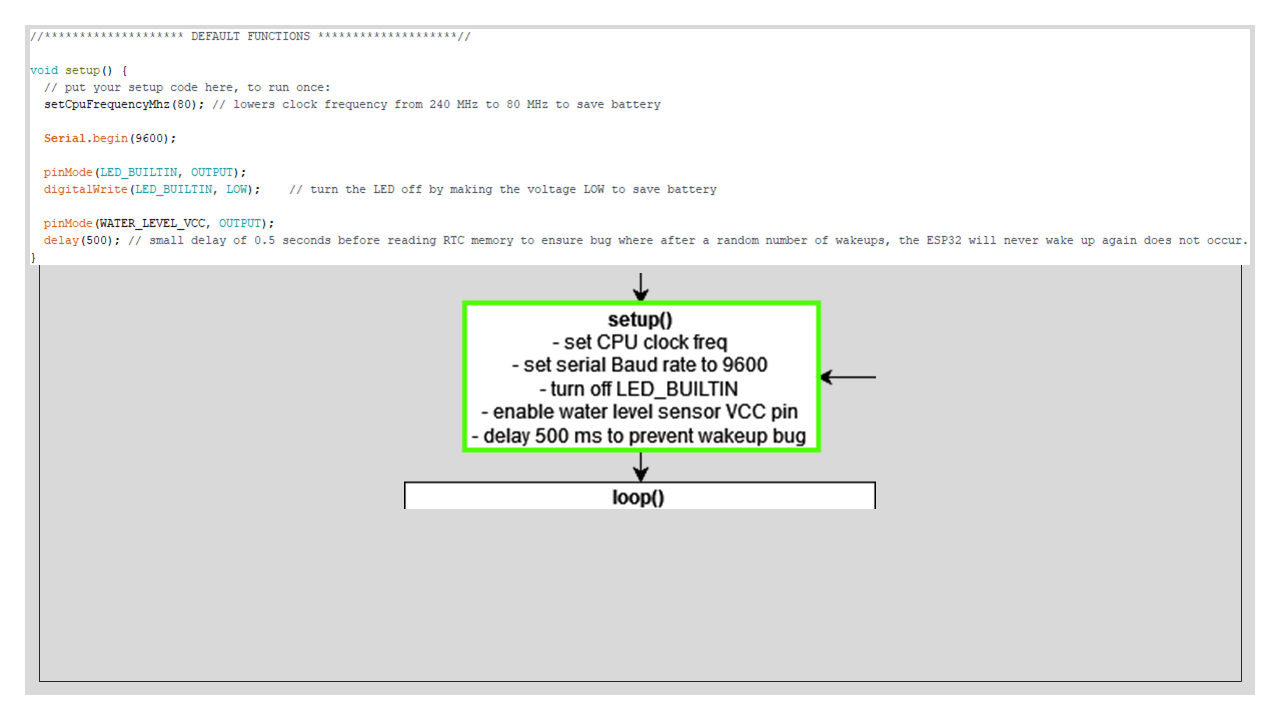 //******************** DEFAULT FUNCTIONS ********************//
void setup() {
// put your setup code here, to run once:
setCpuFrequencyMhz(80); // lowers clock frequency from 240 MHz to 80 MHz to save battery
Serial.begin(9600);
pinMode(LED_BUILTIN, OUTPUT);
digitalWrite(LED_BUILTIN, LOW);    // turn the LED off by making the voltage LOW to save battery
pinMode(WATER_LEVEL_VCC, OUTPUT);
delay(500); // small delay of 0.5 seconds before reading RTC memory to ensure bug where after a random number of wakeups, the ESP32 will never wake up again does not occur.
}
setup()
- set CPU clock freq
- set serial Baud rate to 9600
- turn off LED_BUILTIN
- enable water level sensor VCC pin
- delay 500 ms to prevent wakeup bug
loop()